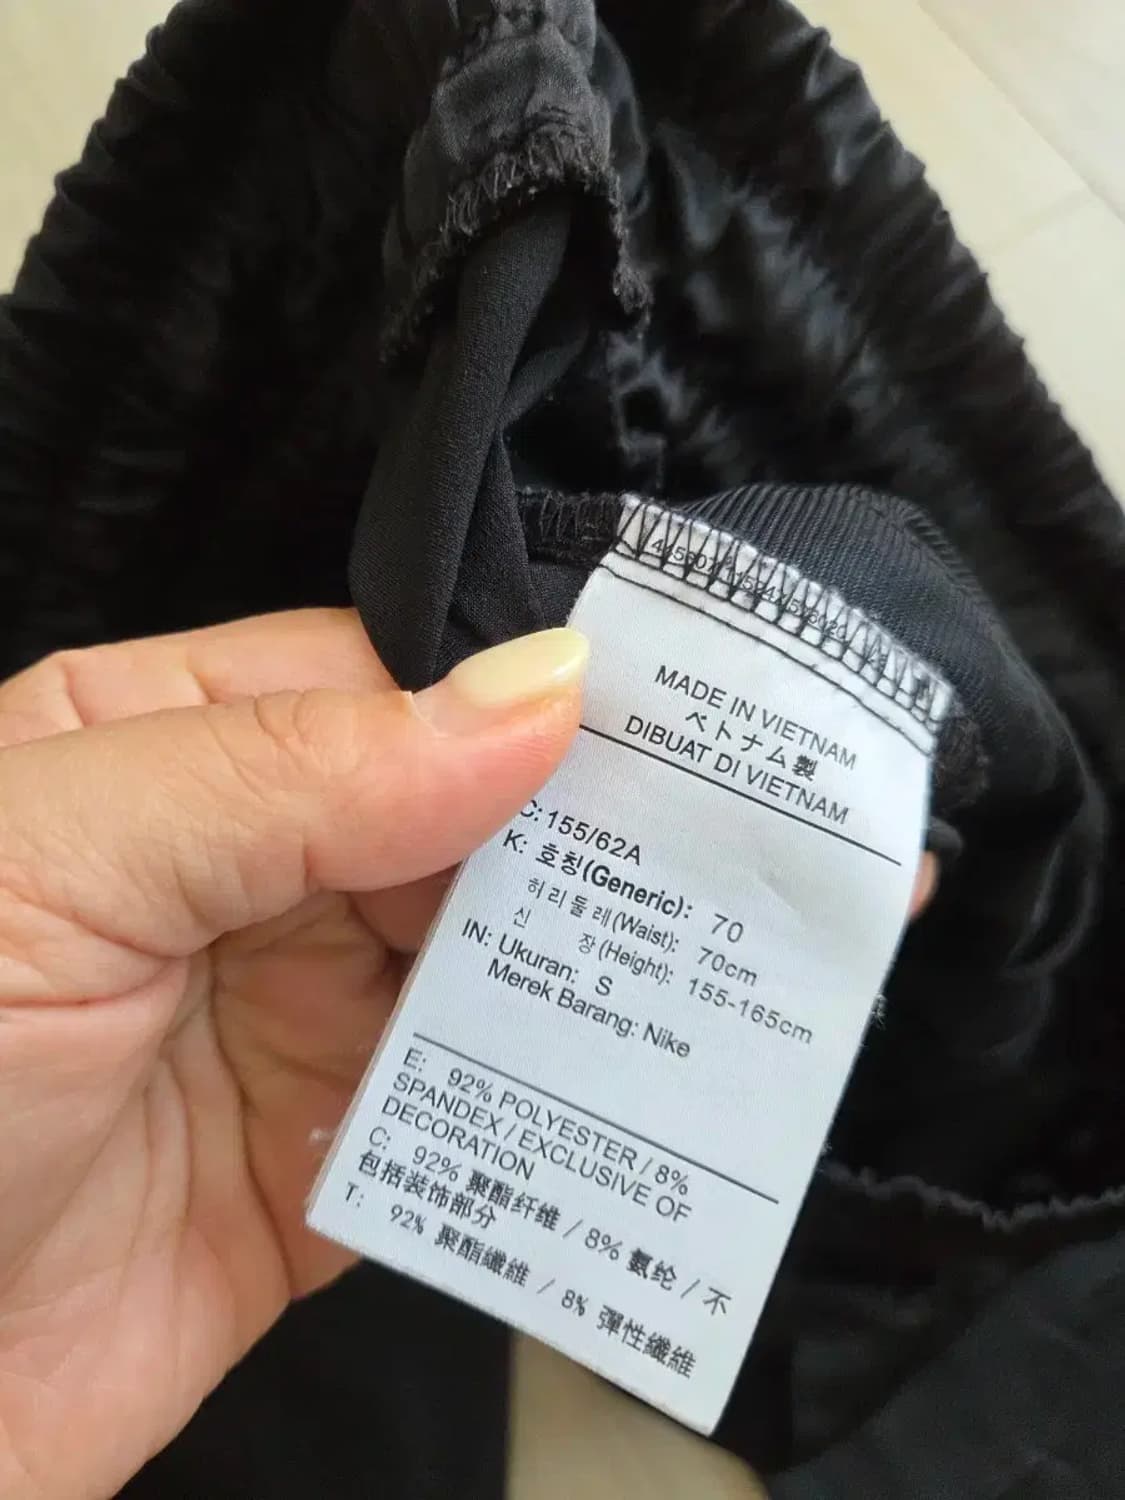 MADE IN VIETNAM
ベトナム製
DIBUAT DI VIETNAM
C: 155/62A
K: 호칭(Generic): 70
허리둘레(Waist): 70cm
신 장(Height): 155-165cm
IN: Ukuran: S
Merek Barang: Nike
E: 92% POLYESTER / 8%
SPANDEX / EXCLUSIVE OF
DECORATION
C: 92% 聚酯纤维 / 8% 氨纶 / 不
包括装饰部分
T: 92% 聚酯纖維 / 8% 彈性纖維